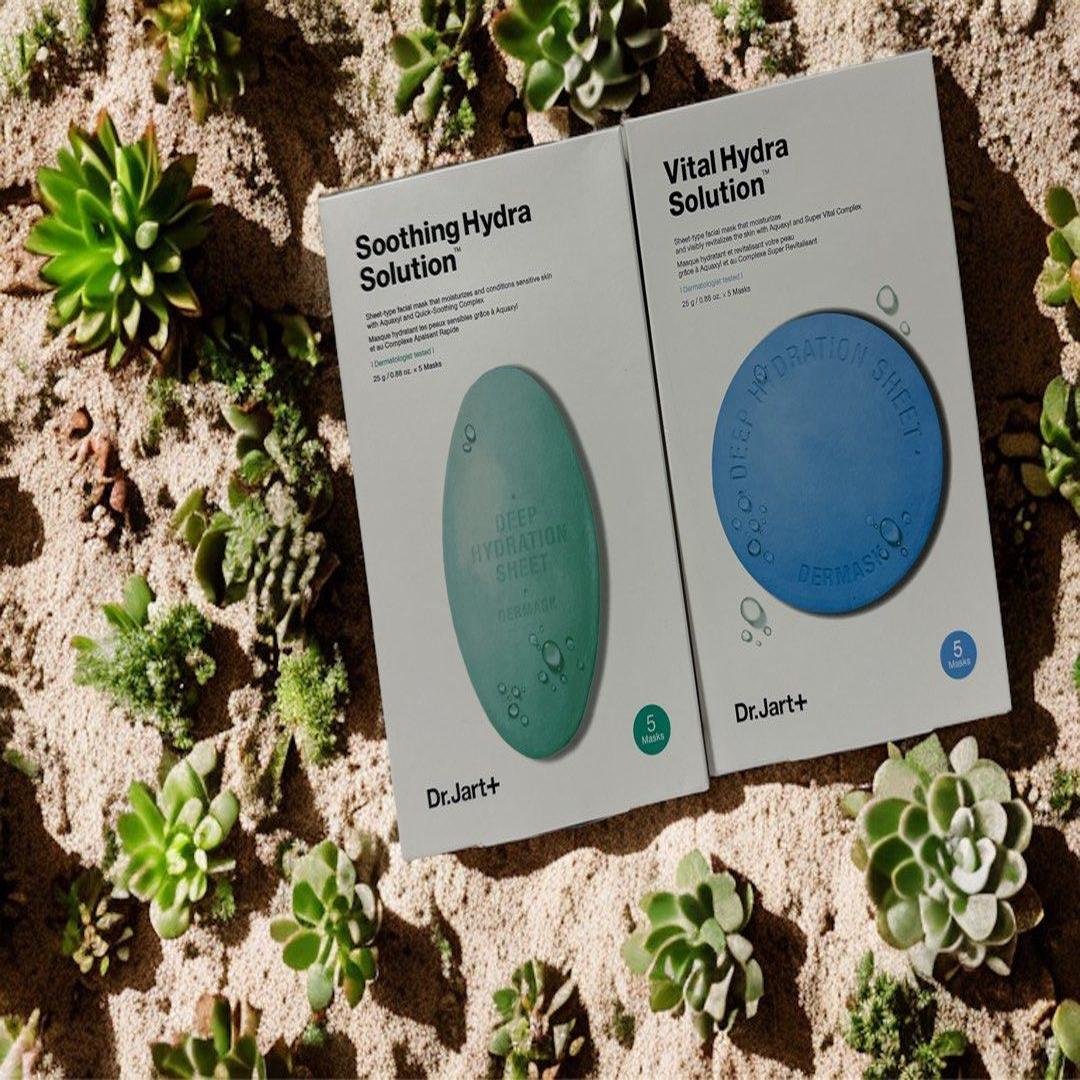 Soothing Hydra
Solution™
Sheet-type facial mask that moisturizes and conditions sensitive skin
with Aquaxyl and Quick-Soothing Complex
Masque hydratant les peaux sensibles grâce à Aquaxyl
et au Complexe Apaisant Rapide
| Dermatologist tested |
25 g / 0.88 oz. x 5 Masks
DEEP
HYDRATION
SHEET
DERMASK
5
Masks
Dr.Jart+
Vital Hydra
Solution™
Sheet-type facial mask that moisturizes
and visibly revitalizes the skin with Aquaxyl and Super Vital Complex
Masque hydratant et revitalisant votre peau
grâce à Aquaxyl et au Complexe Super Revitalisant
| Dermatologist tested |
25 g / 0.88 oz. x 5 Masks
DEEP HYDRATION SHEET
DERMASK
5
Masks
Dr.Jart+